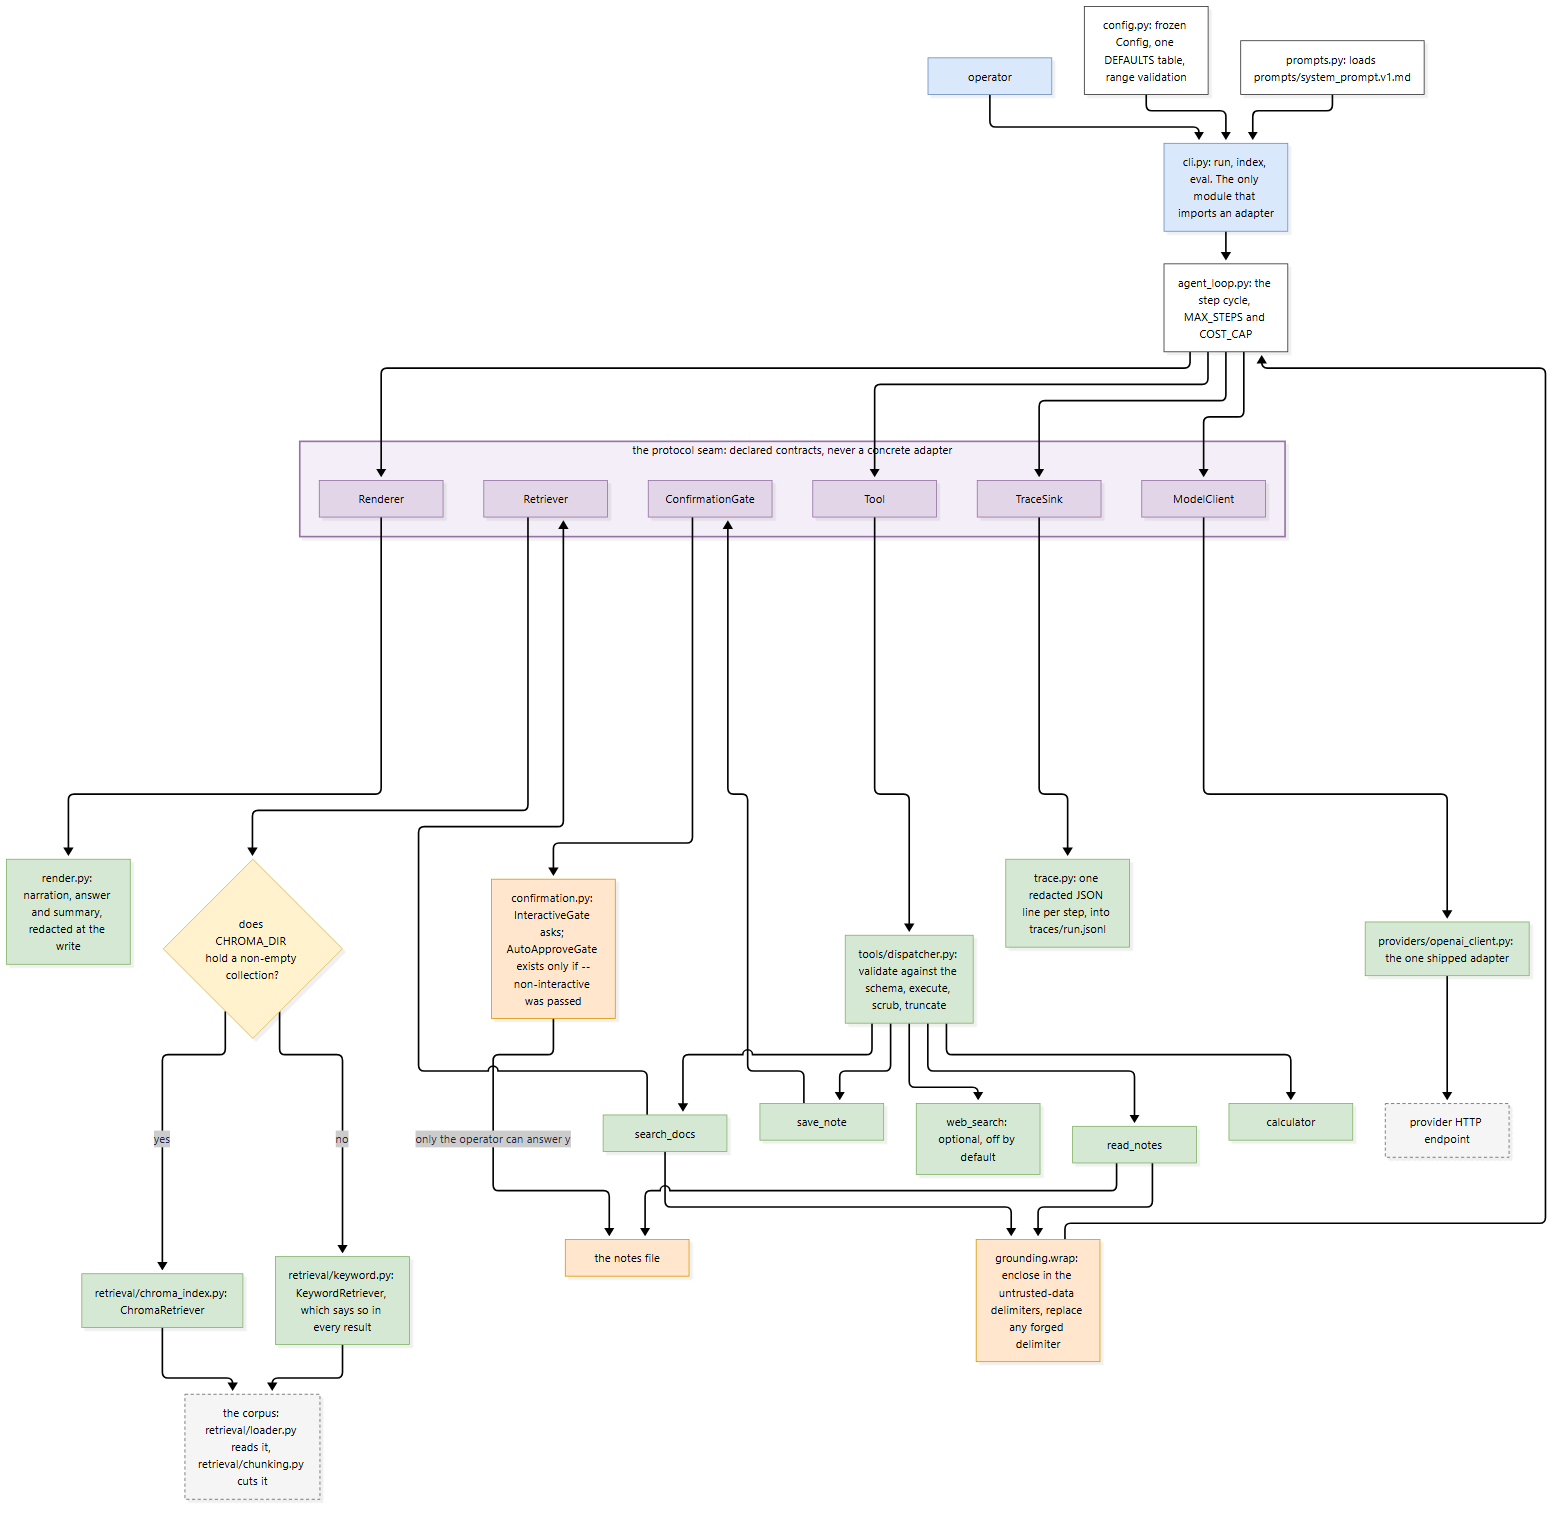 config.py: frozen
Config, one
DEFAULTS table,
range validation
prompts.py: loads
prompts/system_prompt.v1.md
operator
cli.py: run, index,
eval. The only
module that
imports an adapter
agent_loop.py: the
step cycle,
MAX_STEPS and
COST_CAP
the protocol seam: declared contracts, never a concrete adapter
Renderer
Retriever
ConfirmationGate
Tool
TraceSink
ModelClient
render.py:
narration, answer
and summary,
redacted at the
write
does
CHROMA_DIR
hold a non-empty
collection?
confirmation.py:
InteractiveGate
asks;
AutoApproveGate
exists only if --
non-interactive
was passed
tools/dispatcher.py:
validate against the
schema, execute,
scrub, truncate
trace.py: one
redacted JSON
line per step, into
traces/run.jsonl
providers/openai_client.py:
the one shipped adapter
yes
no
only the operator can answer y
search_docs
save_note
web_search:
optional, off by
default
read_notes
calculator
provider HTTP
endpoint
retrieval/chroma_index.py:
ChromaRetriever
retrieval/keyword.py:
KeywordRetriever,
which says so in
every result
the notes file
grounding.wrap:
enclose in the
untrusted-data
delimiters, replace
any forged
delimiter
the corpus:
retrieval/loader.py
reads it,
retrieval/chunking.py
cuts it